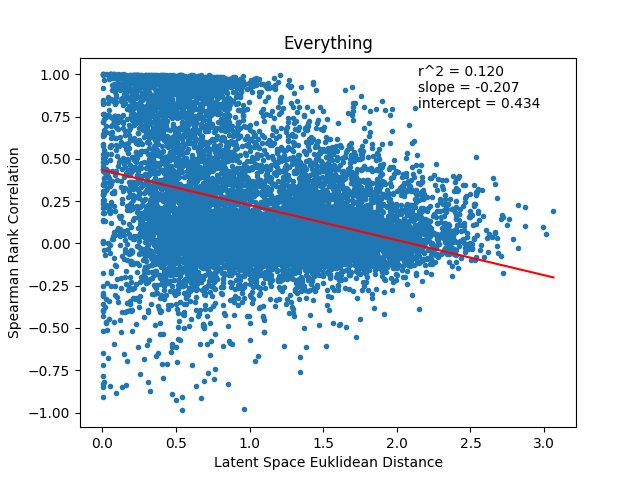 Everything
r^2 = 0.120
slope = -0.207
intercept = 0.434
1.00
0.75
0.50
0.25
0.00
−0.25
−0.50
−0.75
−1.00
Spearman Rank Correlation
0.0 0.5 1.0 1.5 2.0 2.5 3.0
Latent Space Euklidean Distance